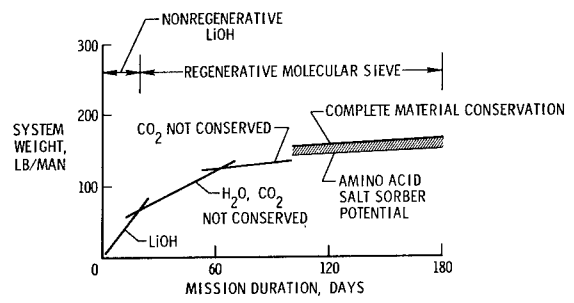 NONREGENERATIVE
LiOH
300
REGENERATIVE MOLECULAR SIEVE
200
SYSTEM
WEIGHT,
LB/MAN
100
CO2 NOT CONSERVED
COMPLETE MATERIAL CONSERVATION
AMINO ACID
SALT SORBER
POTENTIAL
H2O, CO2
NOT CONSERVED
LiOH
0
60
120
180
MISSION DURATION, DAYS